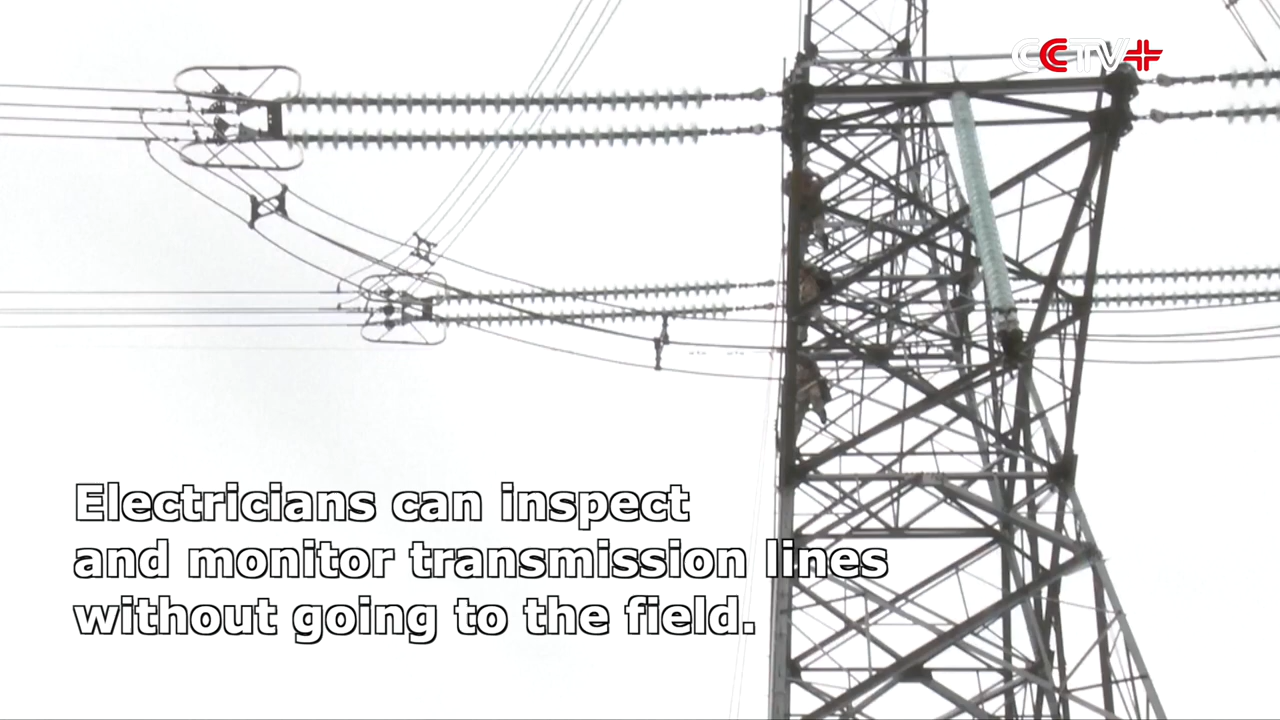 CCTV+
Electricians can inspect
and monitor transmission lines
without going to the field.